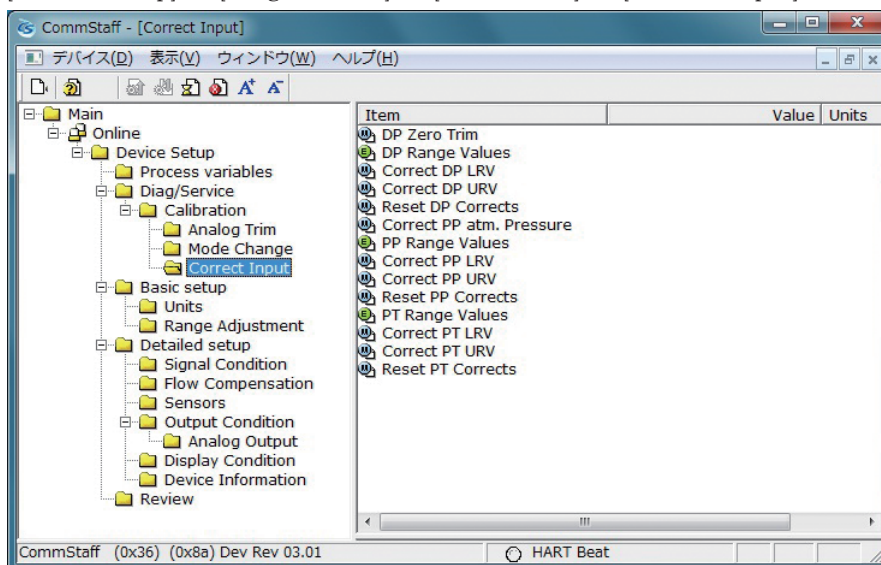 CommStaff - [Correct Input]
デバイス(D) 表示(V) ウィンドウ(W) ヘルプ(H)
Main
Online
Device Setup
Process variables
Diag/Service
Calibration
Analog Trim
Mode Change
Correct Input
Basic setup
Units
Range Adjustment
Detailed setup
Signal Condition
Flow Compensation
Sensors
Output Condition
Analog Output
Display Condition
Device Information
Review
Item Value Units
DP Zero Trim
DP Range Values
Correct DP LRV
Correct DP URV
Reset DP Corrects
Correct PP atm. Pressure
PP Range Values
Correct PP LRV
Correct PP URV
Reset PP Corrects
PT Range Values
Correct PT LRV
Correct PT URV
Reset PT Corrects
CommStaff (0x36) (0x8a) Dev Rev 03.01 HART Beat